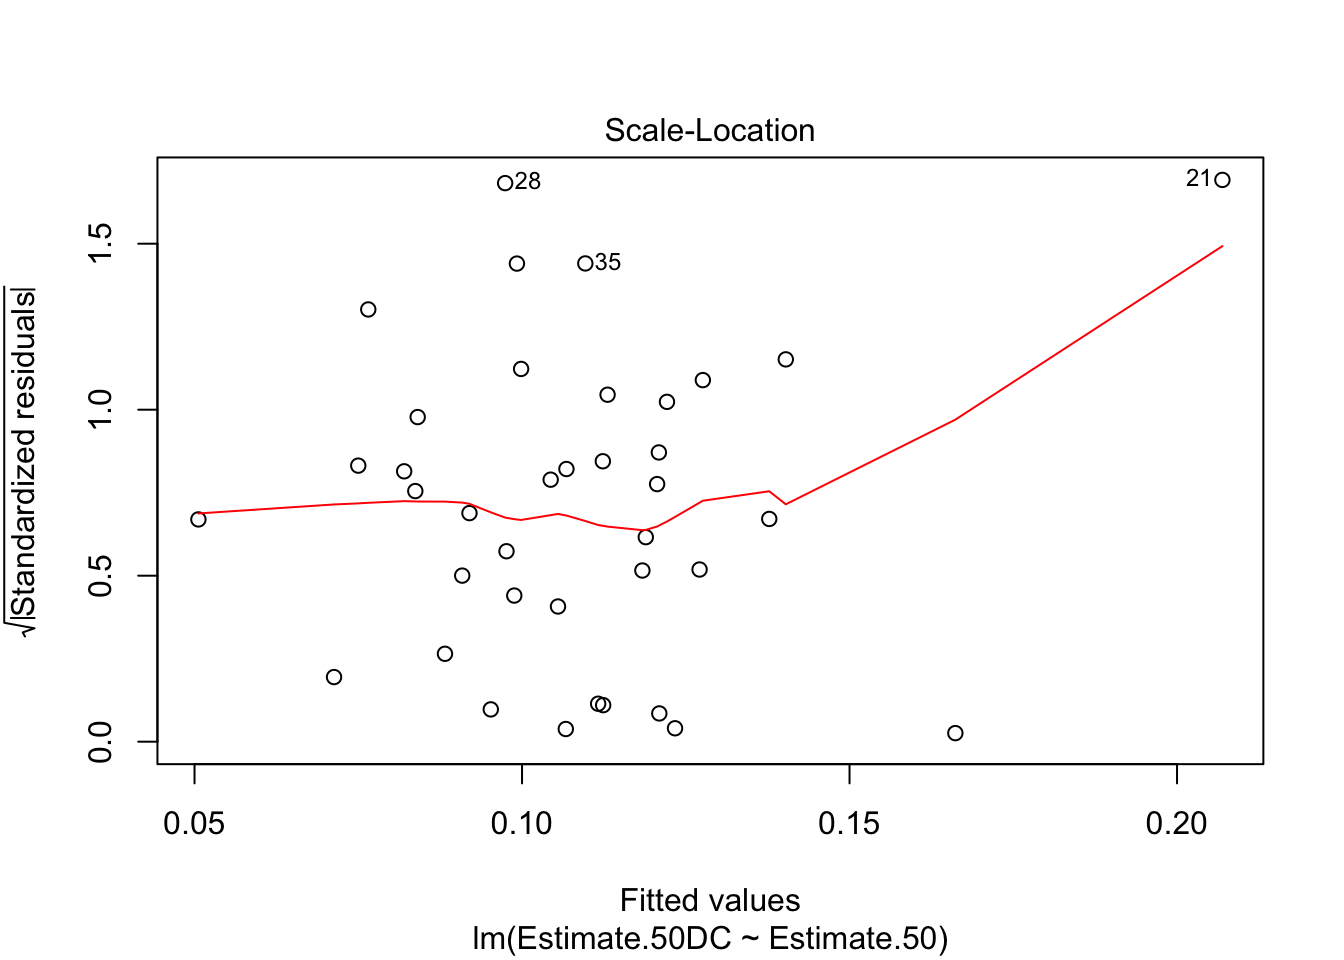 Scale-Location
28
21
35
√|Standardized residuals|
1.5
1.0
0.5
0.0
0.05 0.10 0.15 0.20
Fitted values
lm(Estimate.50DC ~ Estimate.50)